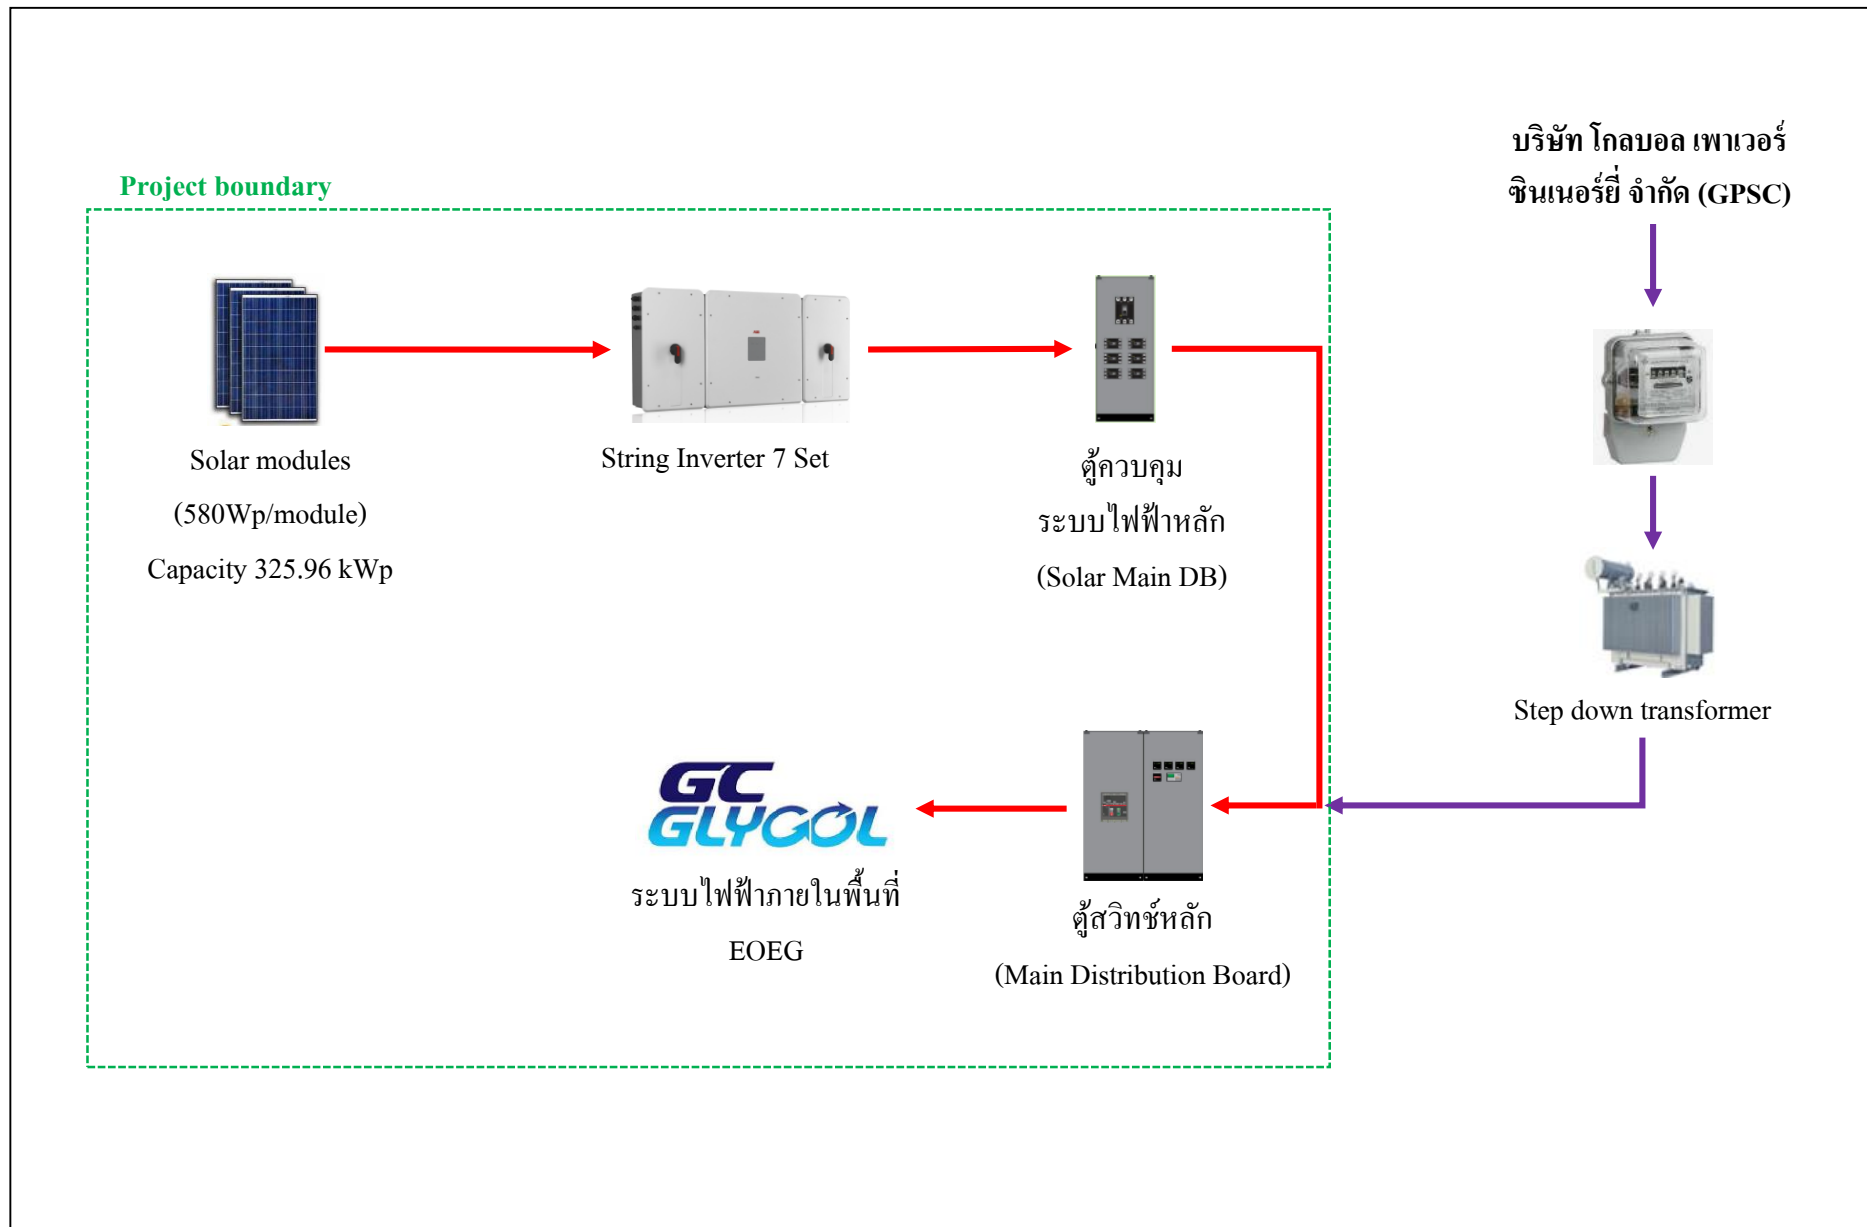 บริษัท โกลบอล เพาเวอร์
ซินเนอร์ยี่ จำกัด (GPSC)
Project boundary
Solar modules
(580Wp/module)
Capacity 325.96 kWp
String Inverter 7 Set
ตู้ควบคุม
ระบบไฟฟ้าหลัก
(Solar Main DB)
Step down transformer
GC
GLYCOL
ระบบไฟฟ้าภายในพื้นที่
EOEG
ตู้สวิทช์หลัก
(Main Distribution Board)